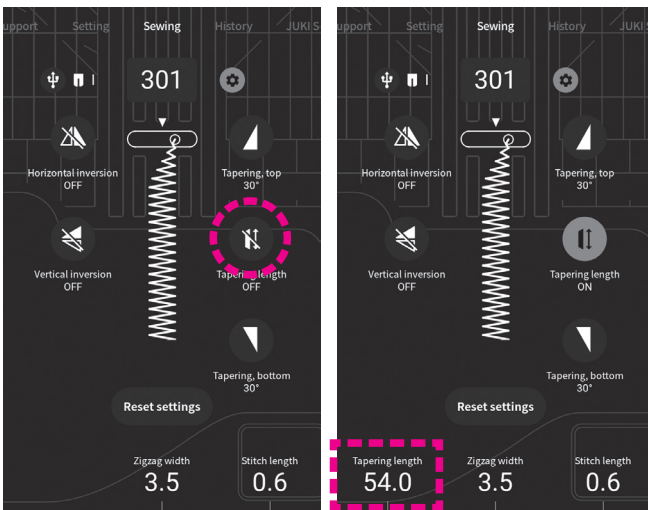 upport Setting Sewing History JUKI S
301
Horizontal inversion
OFF
Tapering, top
30°
Vertical inversion
OFF
Tapering length
OFF
Tapering, bottom
30°
Reset settings
Zigzag width
3.5
Stitch length
0.6
upport Setting Sewing History JUKI
301
Horizontal inversion
OFF
Tapering, top
30°
Vertical inversion
OFF
Tapering length
ON
Tapering, bottom
30°
Reset settings
Tapering length
54.0
Zigzag width
3.5
Stitch length
0.6